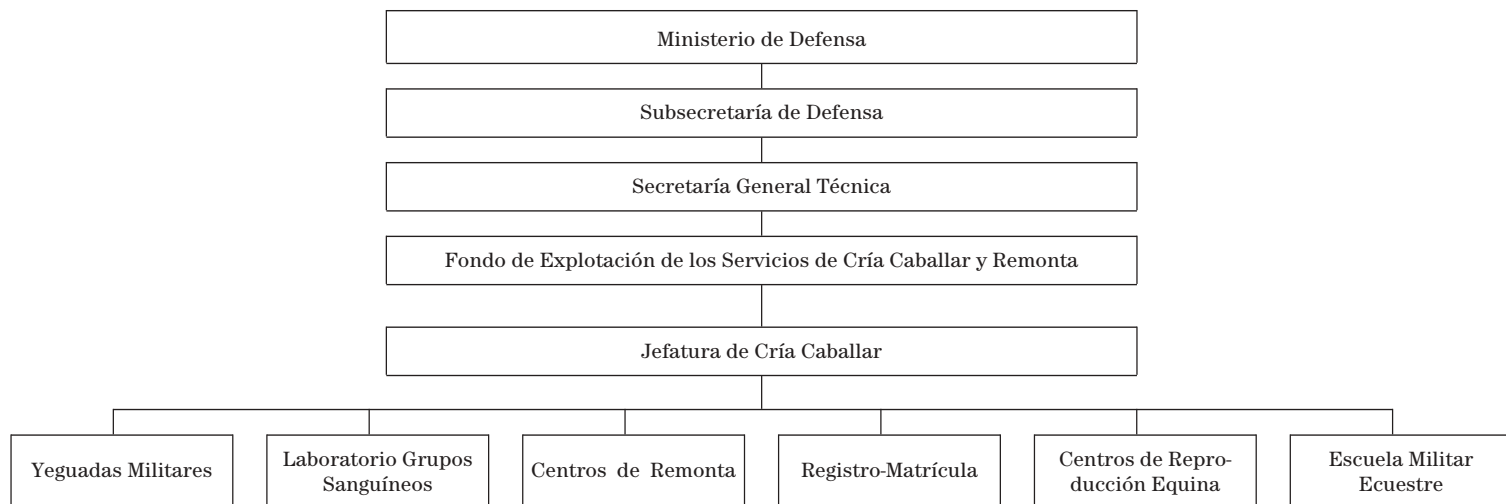 Ministerio de Defensa
Subsecretaría de Defensa
Secretaría General Técnica
Fondo de Explotación de los Servicios de Cría Caballar y Remonta
Jefatura de Cría Caballar
Yeguadas Militares
Laboratorio Grupos
Sanguíneos
Centros de Remonta
Registro-Matrícula
Centros de Repro-
ducción Equina
Escuela Militar
Ecuestre